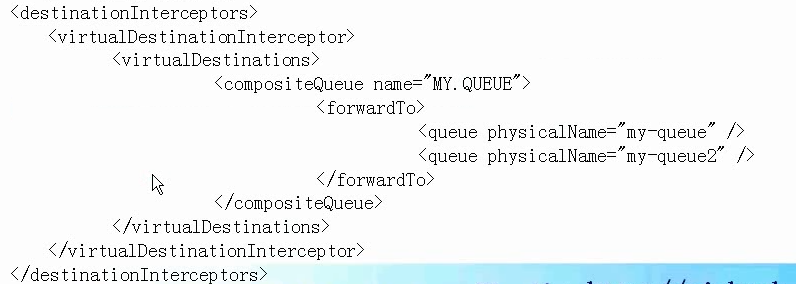 <destinationInterceptors>
<virtualDestinationInterceptor>
<virtualDestinations>
<compositeQueue name="MY.QUEUE">
<forwardTo>
<queue physicalName="my-queue" />
<queue physicalName="my-queue2" />
</forwardTo>
</compositeQueue>
</virtualDestinations>
</virtualDestinationInterceptor>
</destinationInterceptors>